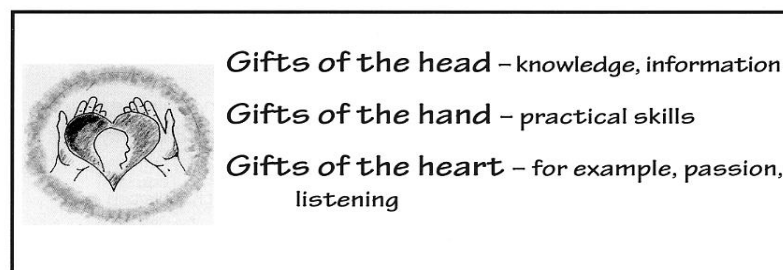 Gifts of the head – knowledge, information
Gifts of the hand – practical skills
Gifts of the heart – for example, passion,
listening